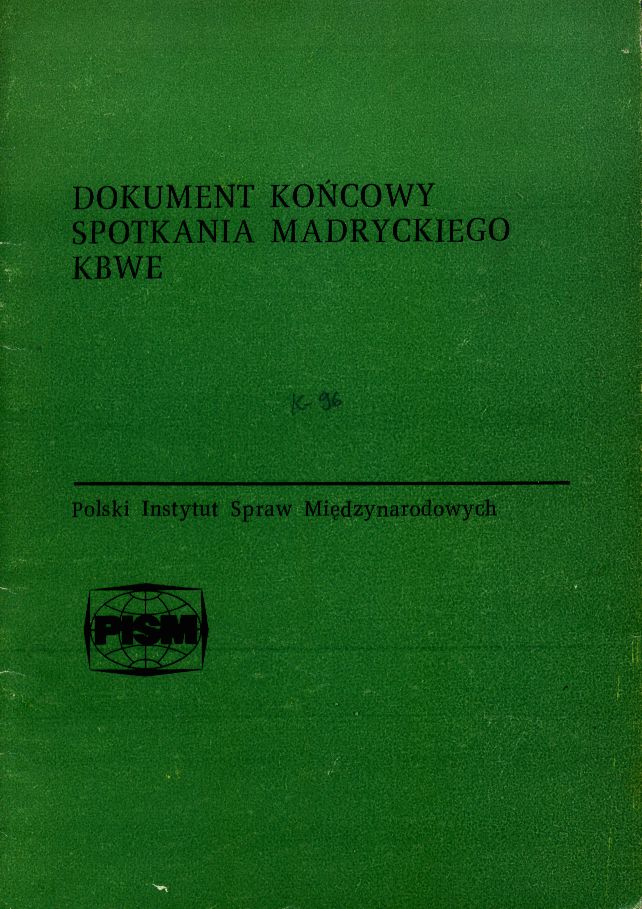 DOKUMENT KOŃCOWY
SPOTKANIA MADRYCKIEGO
KBWE
K-96
Polski Instytut Spraw Międzynarodowych
PISM